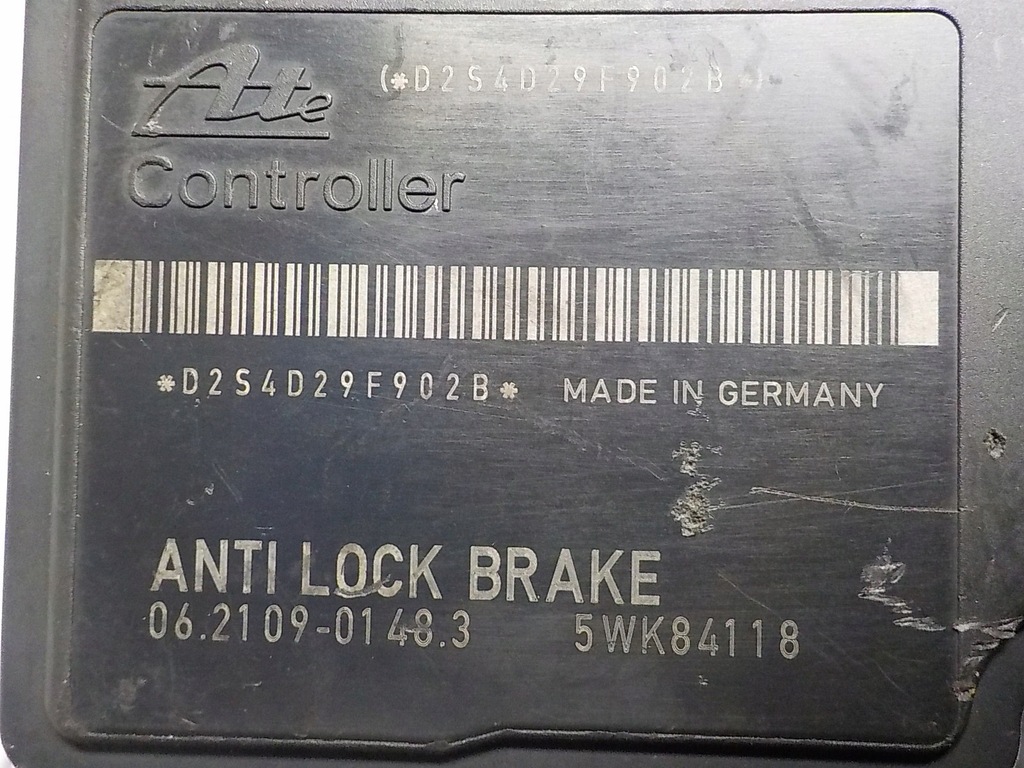 Ate (*D2S4D29F902B*)
Controller
*D2S4D29F902B* MADE IN GERMANY
ANTI LOCK BRAKE
06.2109-0148.3 5WK84118